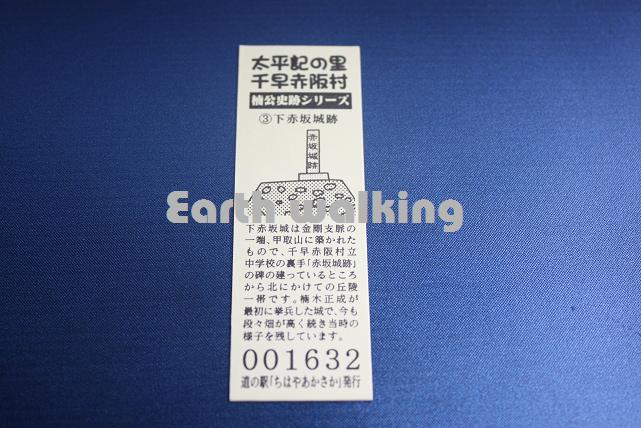 太平記の里
千早赤阪村
楠公史跡シリーズ
③下赤坂城跡
赤坂城跡
Earth walking
下赤坂城は金剛支脈の
一端、甲取山に築かれた
もので、千早赤阪村立
中学校の裏手「赤坂城跡」
の碑の建っているところ
から北にかけての丘陵
一帯です。楠木正成が
最初に挙兵した城で、今も
段々畑が高く続き当時の
様子を残しています。
001632
道の駅「ちはやあかさか」発行